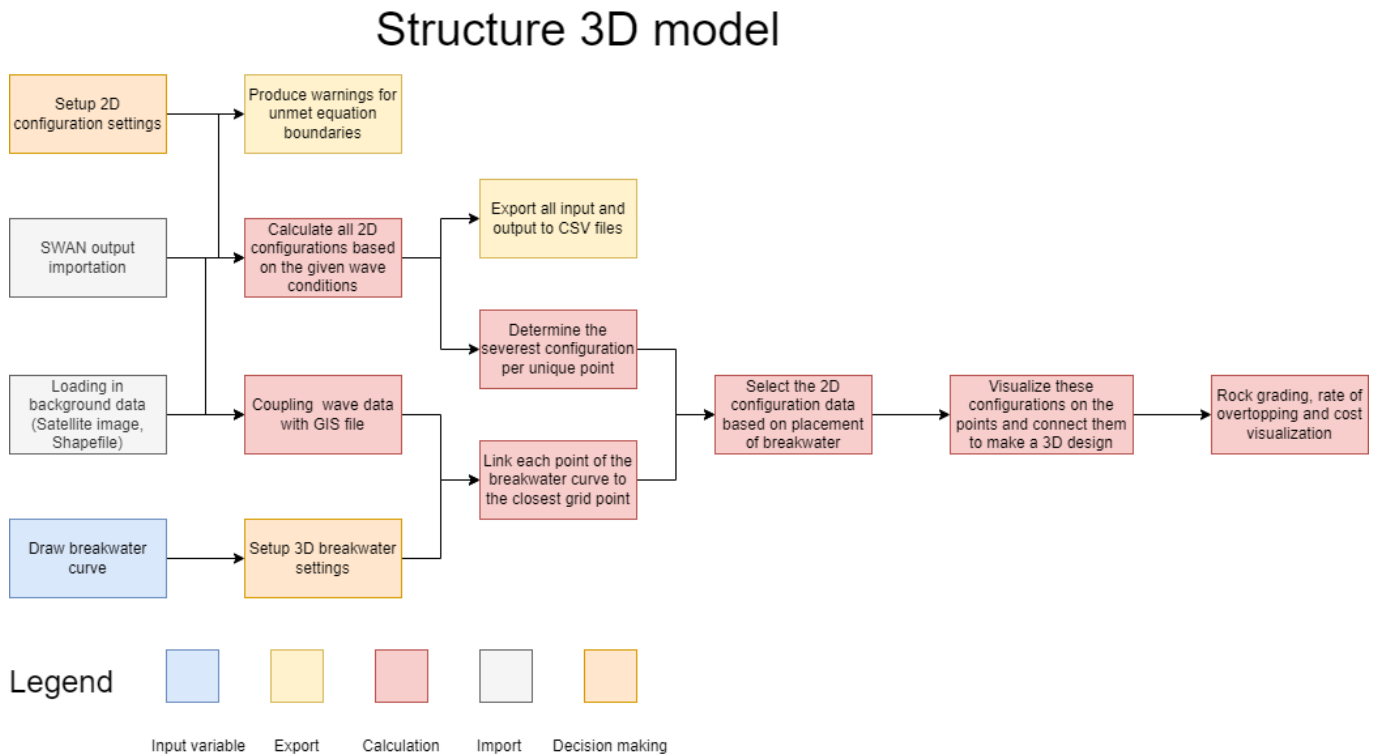 Structure 3D model
Setup 2D
configuration settings
Produce warnings for
unmet equation
boundaries
SWAN output
importation
Calculate all 2D
configurations based
on the given wave
conditions
Export all input and
output to CSV files
Determine the
severest configuration
per unique point
Loading in
background data
(Satellite image,
Shapefile)
Coupling wave data
with GIS file
Link each point of the
breakwater curve to
the closest grid point
Select the 2D
configuration data
based on placement
of breakwater
Visualize these
configurations on the
points and connect them
to make a 3D design
Rock grading, rate of
overtopping and cost
visualization
Draw breakwater
curve
Setup 3D breakwater
settings
Legend
Input variable
Export
Calculation
Import
Decision making